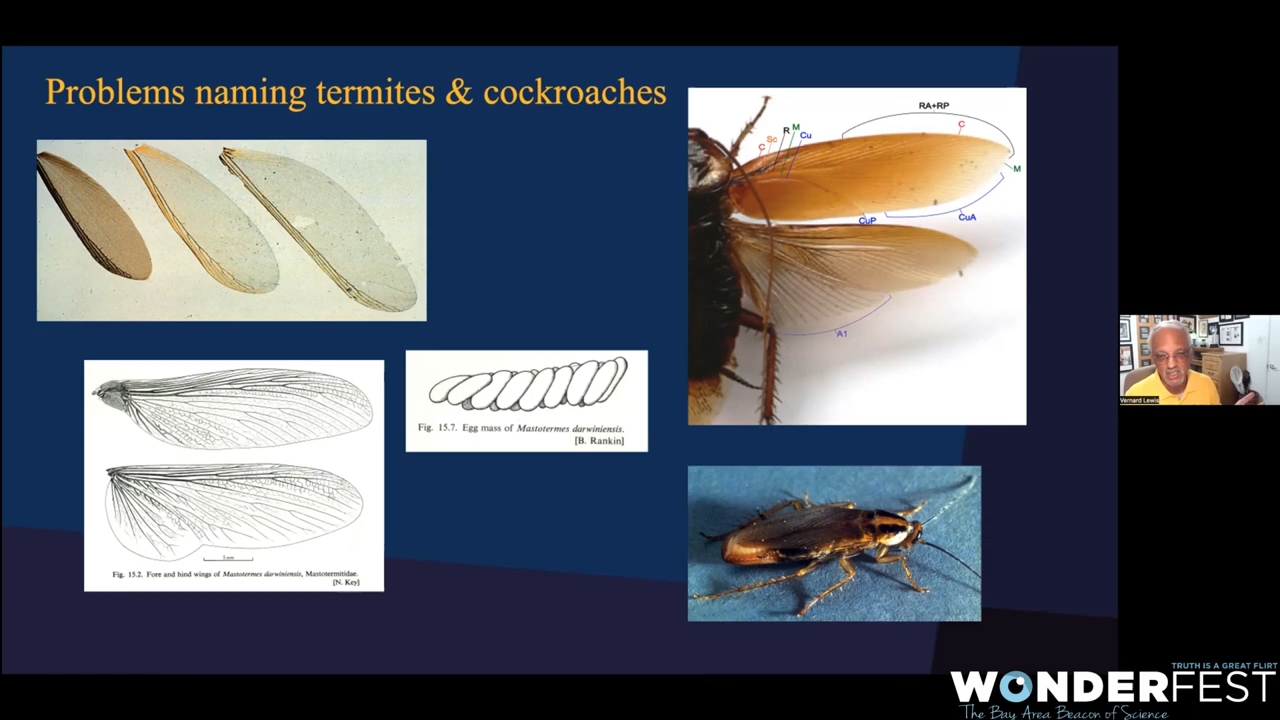 Problems naming termites & cockroaches
RA+RP
C
Sc
R
M
Cu
C
M
CuP
CuA
A1
Fig. 15.7. Egg mass of Mastotermes darwiniensis.
[B. Rankin]
5 mm
Fig. 15.2. Fore and hind wings of Mastotermes darwiniensis, Mastotermitidae.
[N. Key]
Vernard Lewis
TRUTH IS A GREAT FLIRT
WONDERFEST
The Bay Area Beacon of Science